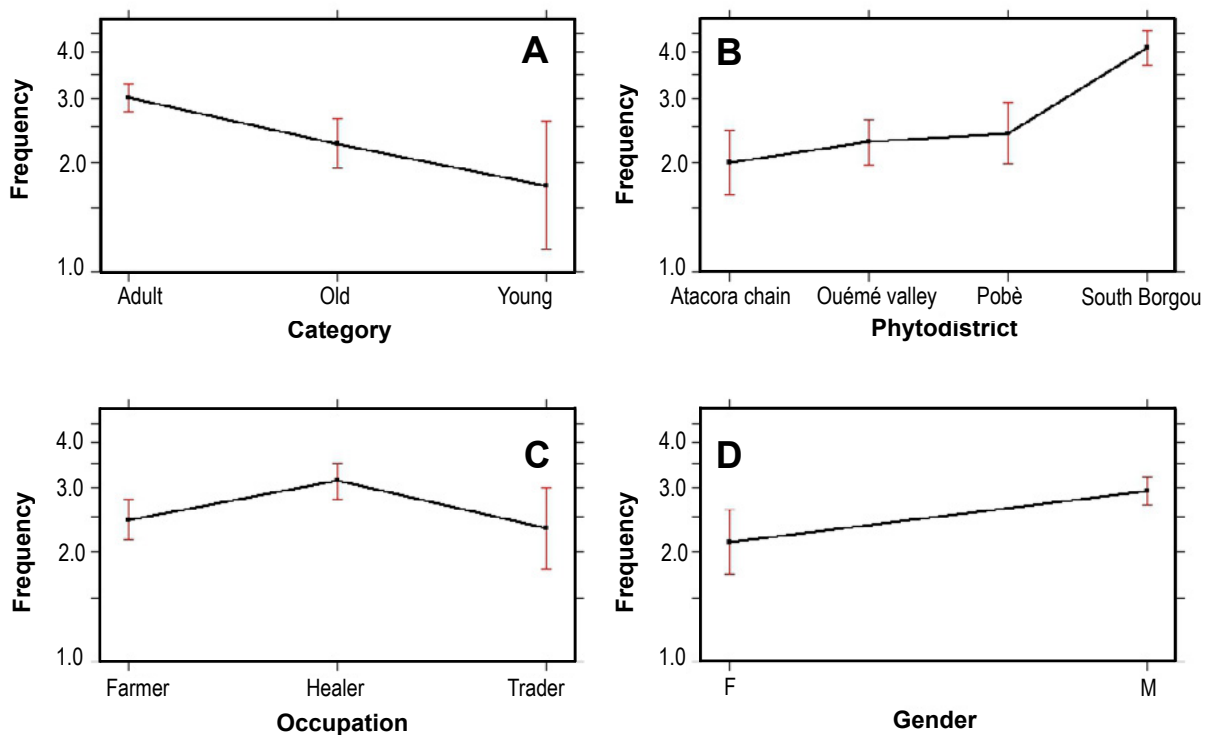 A
Frequency
4.0
3.0
2.0
1.0
Adult Old Young
Category
B
Frequency
4.0
3.0
2.0
1.0
Atacora chain Ouémé valley Pobè South Borgou
Phytodistrict
C
Frequency
4.0
3.0
2.0
1.0
Farmer Healer Trader
Occupation
D
Frequency
4.0
3.0
2.0
1.0
F M
Gender